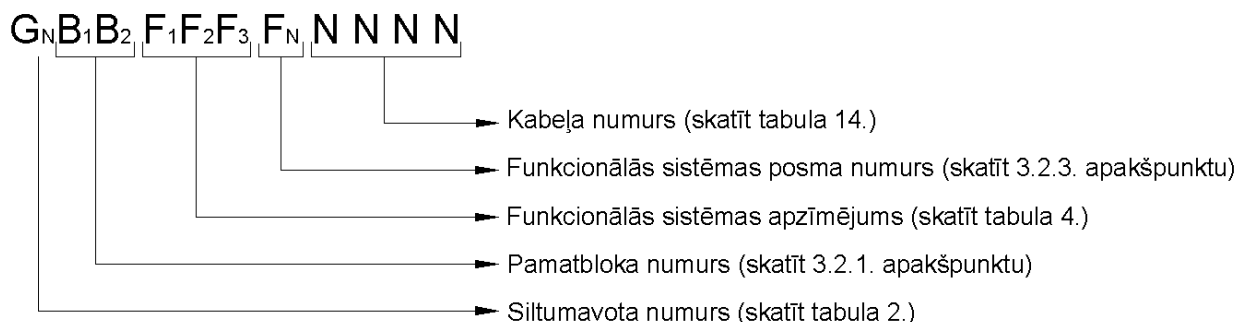 GNB1B2 F1F2F3 FN N N N N
Kabeļa numurs (skatīt tabula 14.)
Funkcionālās sistēmas posma numurs (skatīt 3.2.3. apakšpunktu)
Funkcionālās sistēmas apzīmējums (skatīt tabula 4.)
Pamatbloka numurs (skatīt 3.2.1. apakšpunktu)
Siltumavota numurs (skatīt tabula 2.)